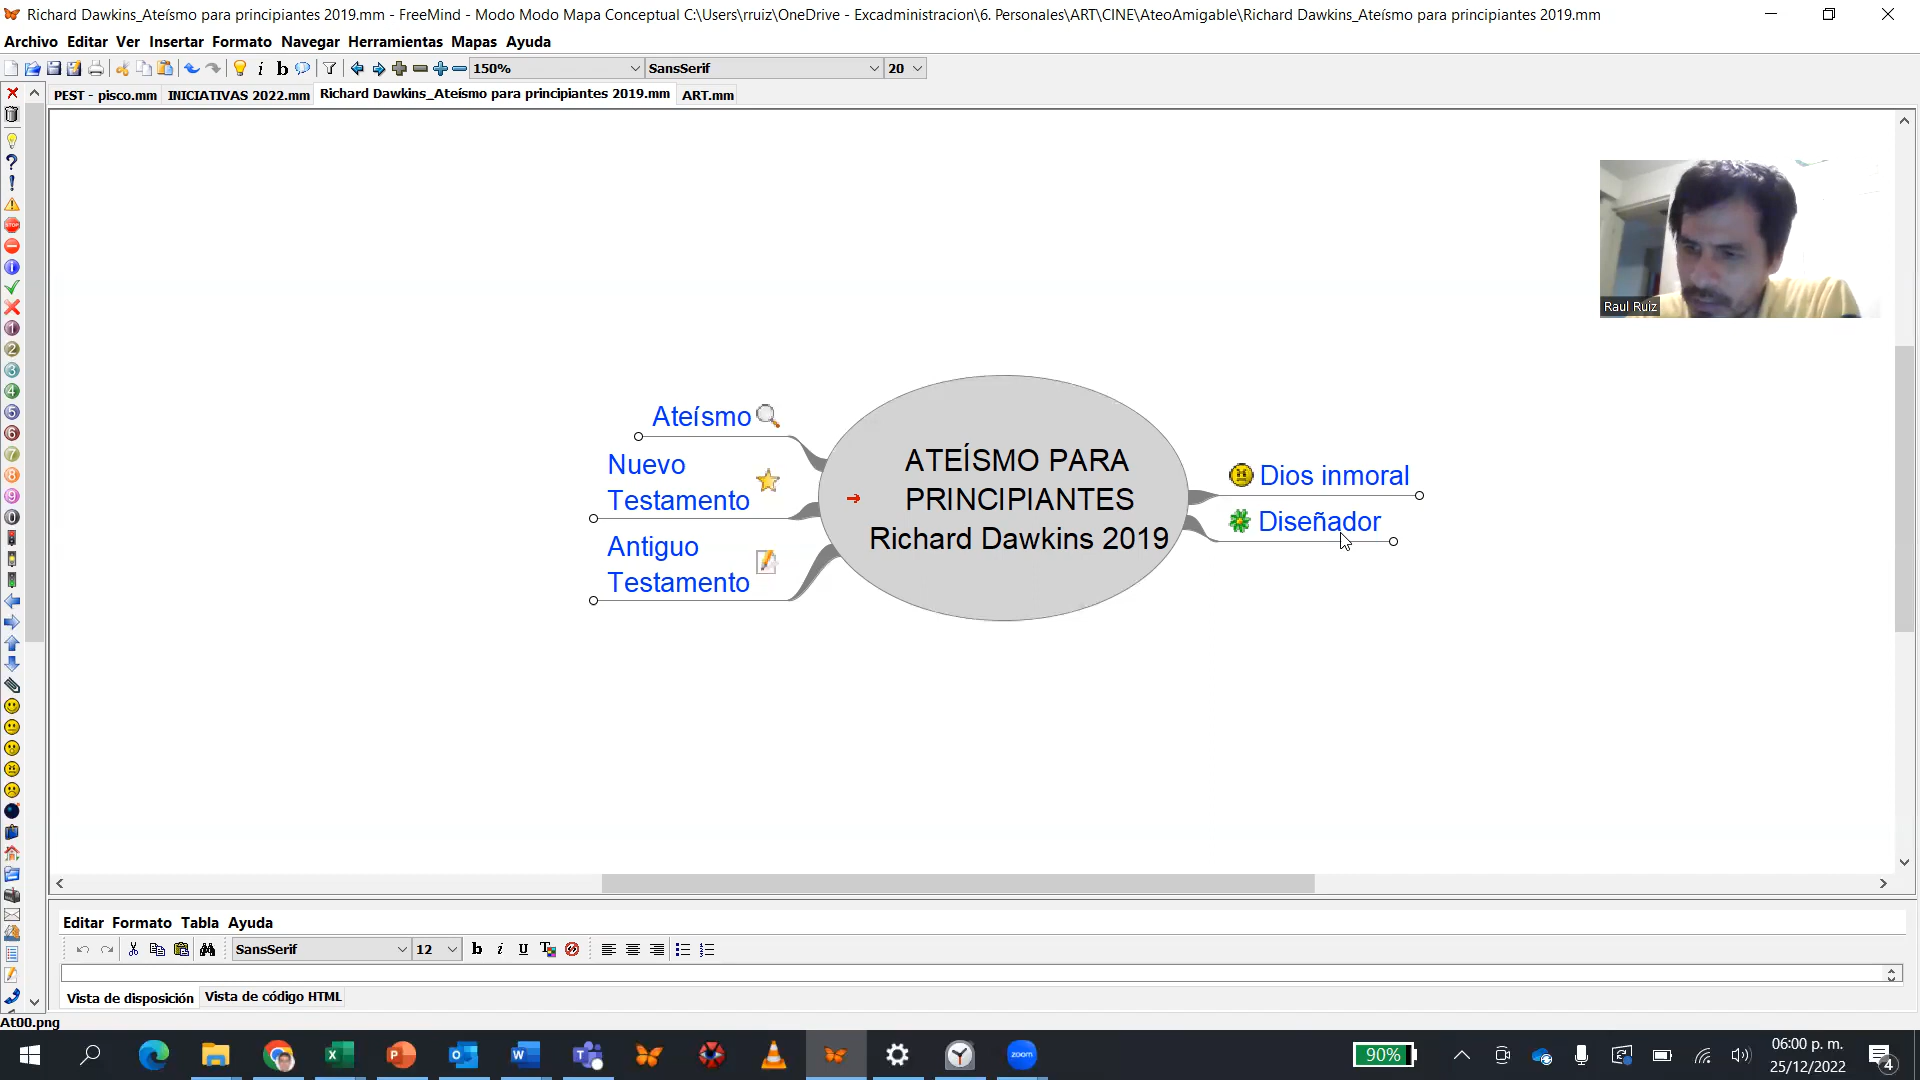 Richard Dawkins_Ateísmo para principiantes 2019.mm - FreeMind - Modo Modo Mapa Conceptual C:\Users\rruiz\OneDrive - Excadministracion\6. Personales\ART\CINE\AteoAmigable\Richard Dawkins_Ateísmo para principiantes 2019.mm
Archivo Editar Ver Insertar Formato Navegar Herramientas Mapas Ayuda
150% SansSerif 20
PEST - pisco.mm INICIATIVAS 2022.mm Richard Dawkins_Ateísmo para principiantes 2019.mm ART.mm
Raul Ruiz
Ateísmo
Nuevo
Testamento
Antiguo
Testamento
ATEÍSMO PARA
PRINCIPIANTES
Richard Dawkins 2019
Dios inmoral
Diseñador
Editar Formato Tabla Ayuda
SansSerif 12
Vista de disposición Vista de código HTML
At00.png
zoom
90%
06:00 p. m.
25/12/2022
4